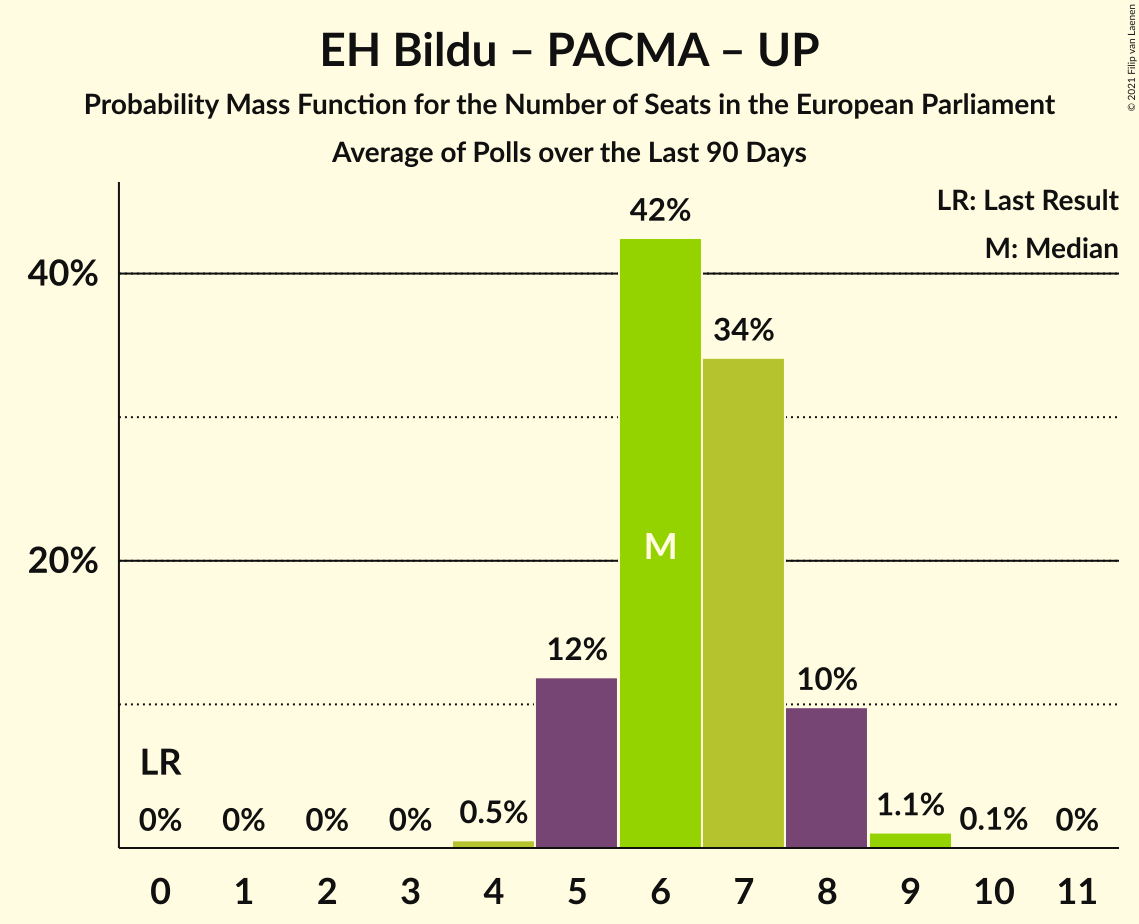 EH Bildu – PACMA – UP
Probability Mass Function for the Number of Seats in the European Parliament
Average of Polls over the Last 90 Days
© 2021 Filip van Laenen
LR: Last Result
M: Median
40%
20%
LR
0%
0%
0%
0%
0.5%
12%
42%
M
34%
10%
1.1%
0.1%
0%
0 1 2 3 4 5 6 7 8 9 10 11